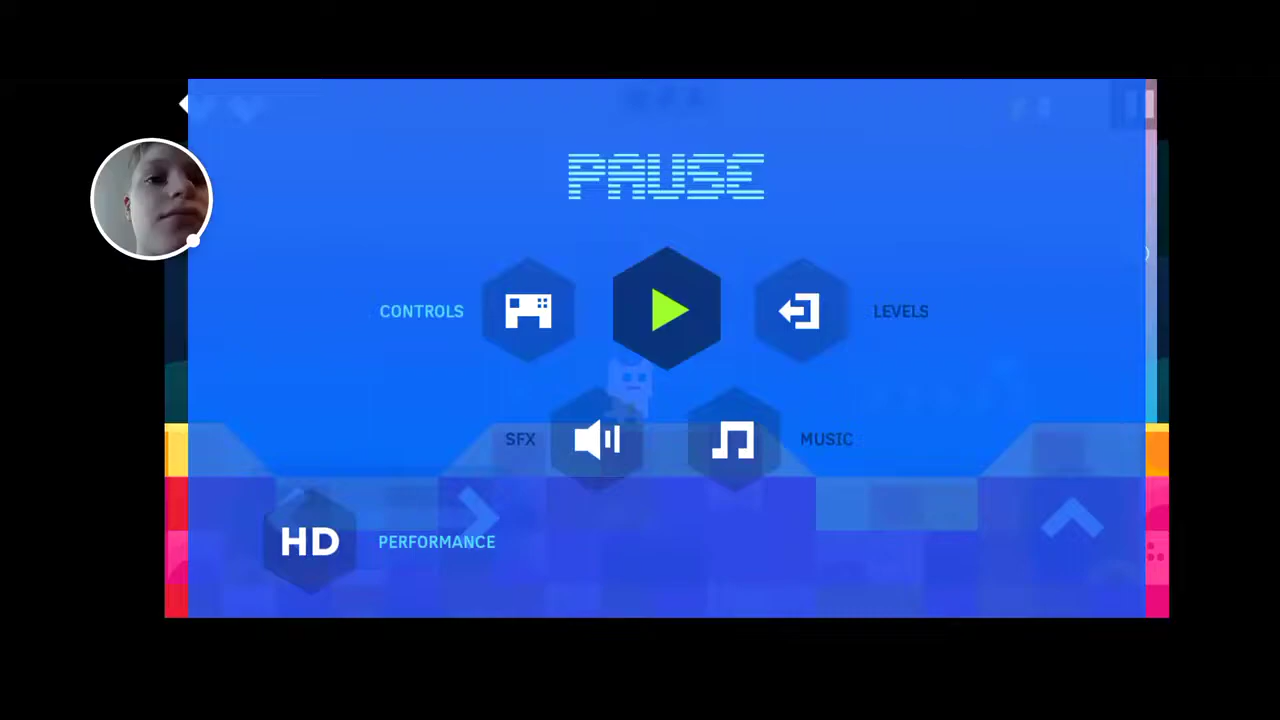 PAUSE
CONTROLS
LEVELS
SFX
MUSIC
HD PERFORMANCE